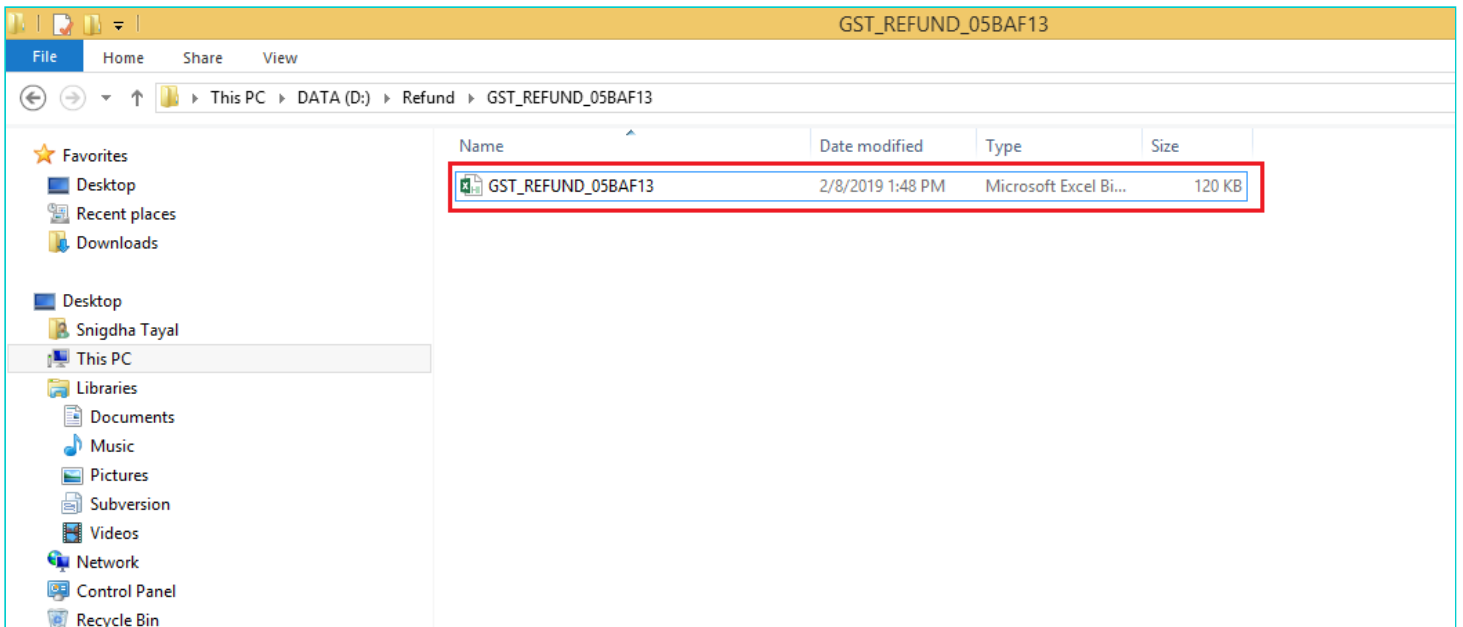 GST_REFUND_05BAF13
File Home Share View
This PC DATA (D:) Refund GST_REFUND_05BAF13
Name Date modified Type Size
GST_REFUND_05BAF13 2/8/2019 1:48 PM Microsoft Excel Bi... 120 KB
Favorites
Desktop
Recent places
Downloads
Desktop
Snigdha Tayal
This PC
Libraries
Documents
Music
Pictures
Subversion
Videos
Network
Control Panel
Recycle Bin